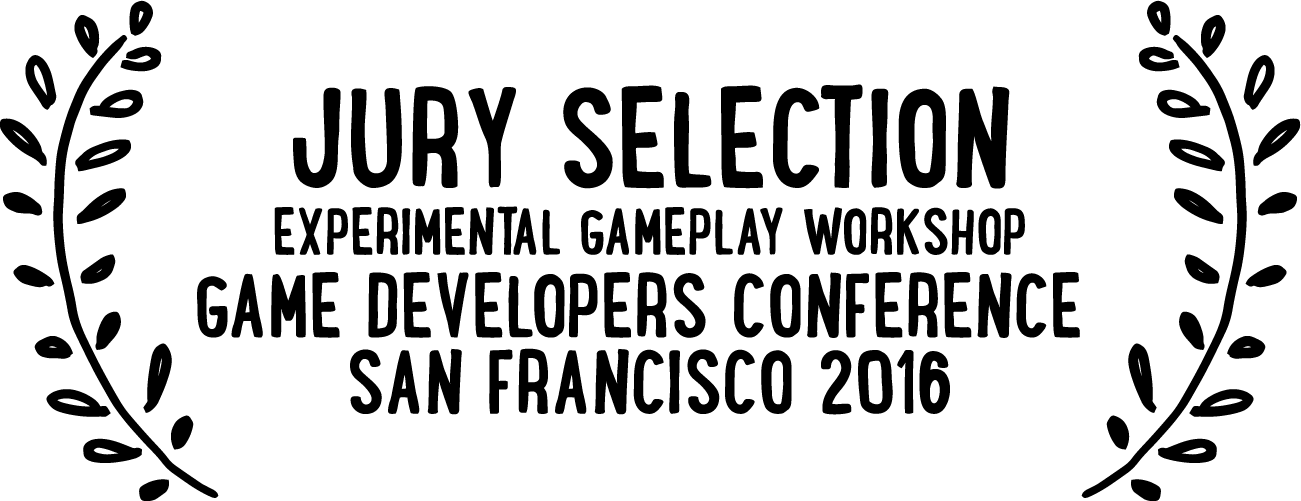 JURY SELECTION
EXPERIMENTAL GAMEPLAY WORKSHOP
GAME DEVELOPERS CONFERENCE
SAN FRANCISCO 2016